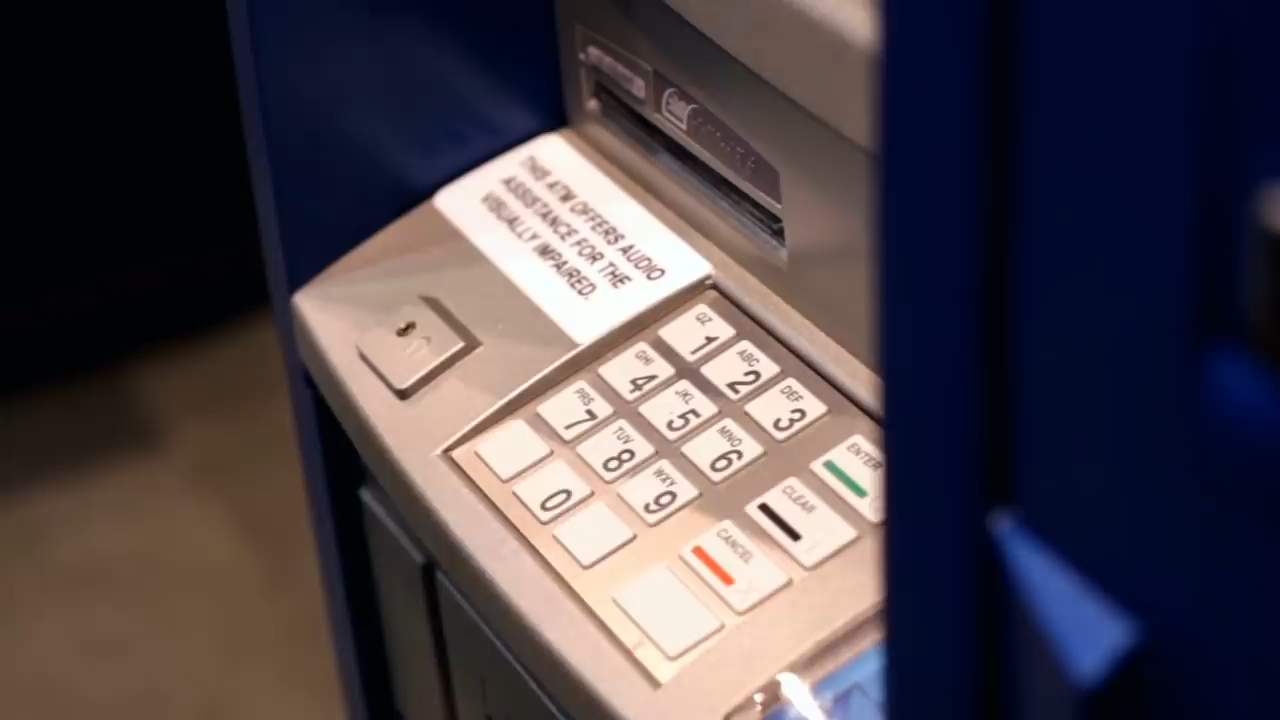 THIS ATM OFFERS AUDIO
ASSISTANCE FOR THE
VISUALLY IMPAIRED.
QZ
1
ABC
2
DEF
3
GHI
4
JKL
5
MNO
6
PRS
7
TUV
8
WXY
9
0
ENTER
CLEAR
CANCEL